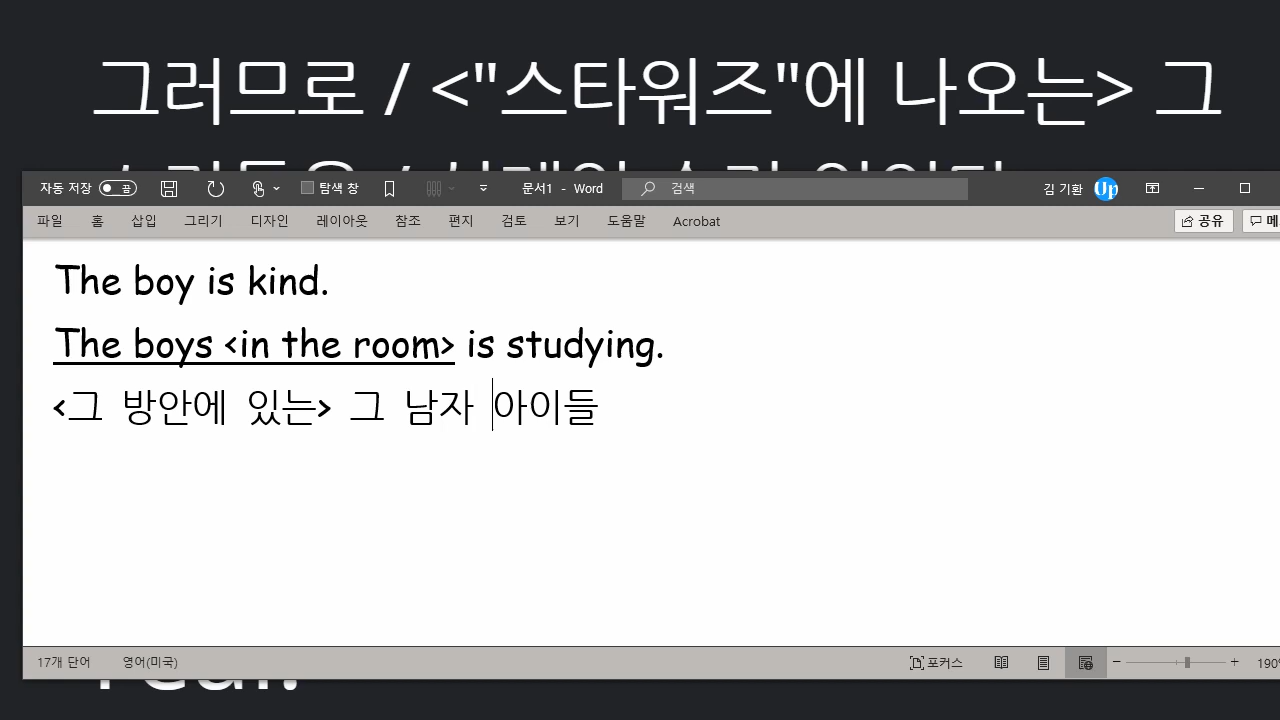 그러므로 / <"스타워즈"에 나오는> 그
자동 저장 끔 탐색 창 문서1 - Word 검색 김 기환 Up
파일 홈 삽입 그리기 디자인 레이아웃 참조 편지 검토 보기 도움말 Acrobat 공유 메
The boy is kind.
The boys <in the room> is studying.
<그 방안에 있는> 그 남자 아이들
17개 단어 영어(미국) 포커스 190%